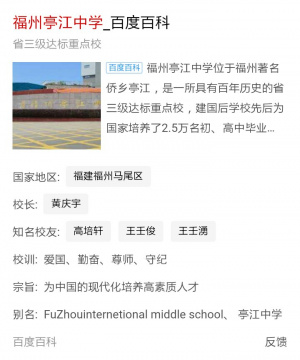 福州亭江中学_百度百科
省三级达标重点校
百度百科 福州亭江中学位于福州著名
侨乡亭江，是一所具有百年历史的省
三级达标重点校，建国后学校先后为
国家培养了2.5万名初、高中毕业...
国家地区: 福建福州马尾区
校长: 黄庆宇
知名校友: 高培轩 王王俊 王王湧
校训: 爱国、勤奋、尊师、守纪
宗旨: 为中国的现代化培养高素质人才
别名: FuZhouinternetional middle school、 亭江中学
百度百科 反馈